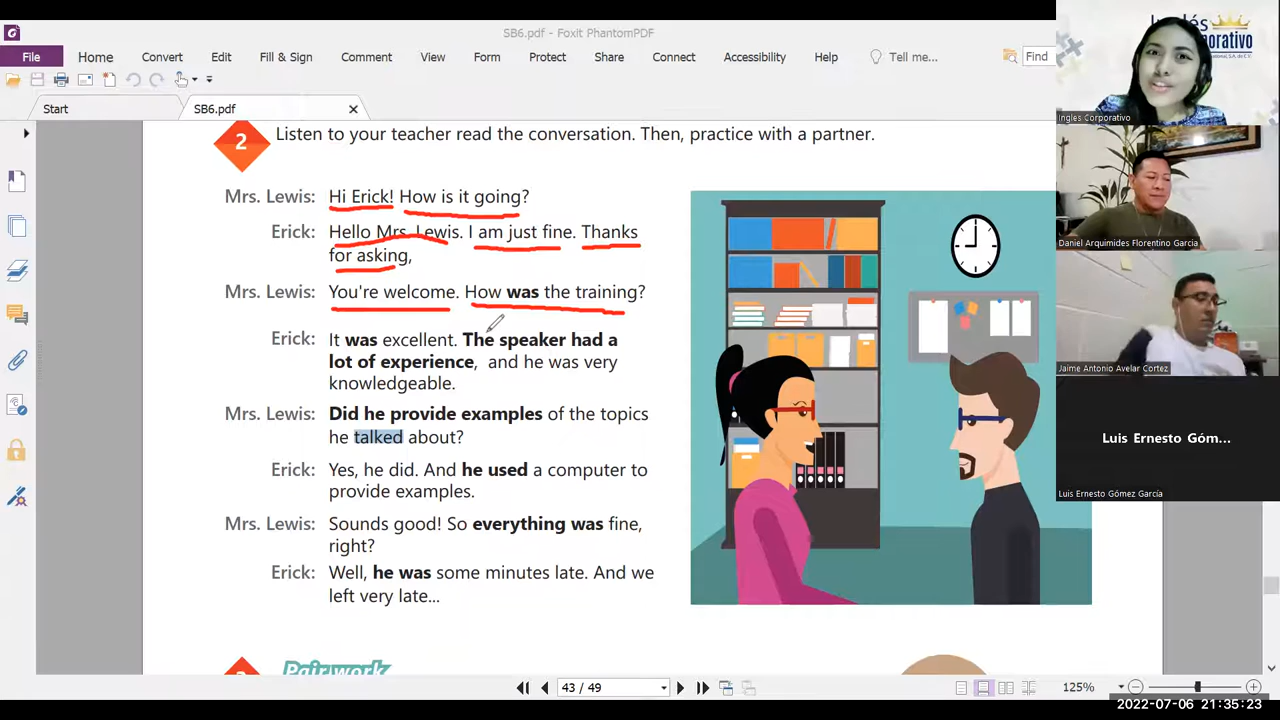 SB6.pdf - Foxit PhantomPDF
File Home Convert Edit Fill & Sign Comment View Form Protect Share Connect Accessibility Help Tell me... Find
Start SB6.pdf
2 Listen to your teacher read the conversation. Then, practice with a partner.
Mrs. Lewis: Hi Erick! How is it going?
Erick: Hello Mrs. Lewis. I am just fine. Thanks
for asking,
Mrs. Lewis: You're welcome. How was the training?
Erick: It was excellent. The speaker had a
lot of experience, and he was very
knowledgeable.
Mrs. Lewis: Did he provide examples of the topics
he talked about?
Erick: Yes, he did. And he used a computer to
provide examples.
Mrs. Lewis: Sounds good! So everything was fine,
right?
Erick: Well, he was some minutes late. And we
left very late...
Pair work
43 / 49
125%
Ingles Corporativo
Daniel Arquimides Florentino Garcia
Jaime Antonio Avelar Cortez
Luis Ernesto Góm...
Luis Ernesto Gómez García
2022-07-06 21:35:23